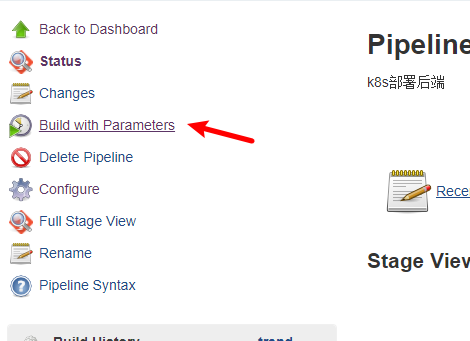 Back to Dashboard
Status
Changes
Build with Parameters
Delete Pipeline
Configure
Full Stage View
Rename
Pipeline Syntax
Build History trend
Pipeline
k8s部署后端
Rece
Stage View